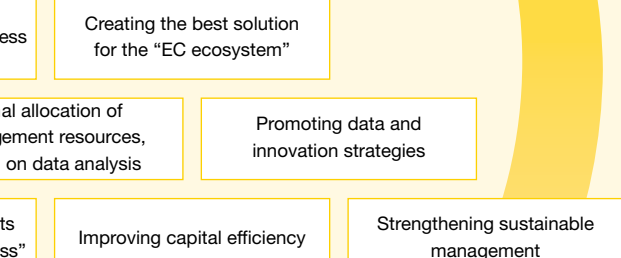 ess
Creating the best solution
for the “EC ecosystem”
al allocation of
gement resources,
on data analysis
Promoting data and
innovation strategies
ts
ss”
Improving capital efficiency
Strengthening sustainable
management